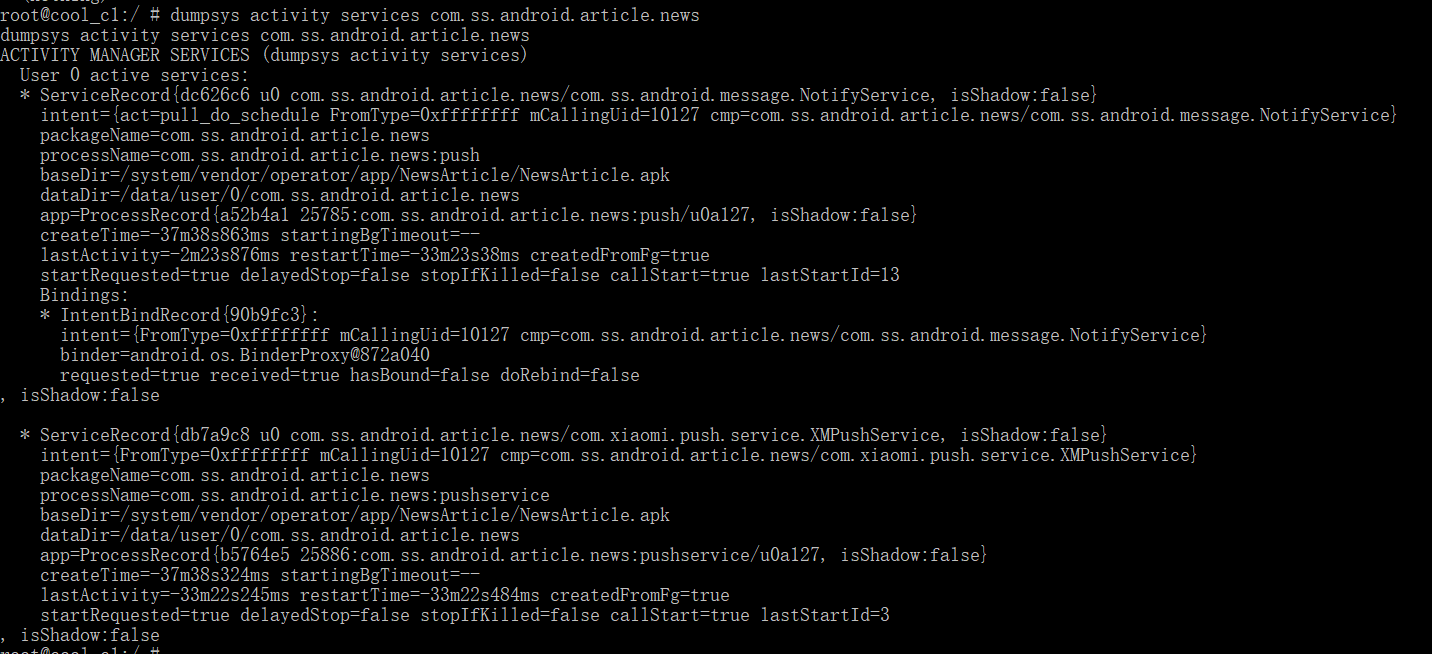 root@cool_c1:/ # dumpsys activity services com.ss.android.article.news
dumpsys activity services com.ss.android.article.news
ACTIVITY MANAGER SERVICES (dumpsys activity services)
  User 0 active services:
  * ServiceRecord{dc626c6 u0 com.ss.android.article.news/com.ss.android.message.NotifyService, isShadow:false}
    intent={act=pull_do_schedule FromType=0xffffffff mCallingUid=10127 cmp=com.ss.android.article.news/com.ss.android.message.NotifyService}
    packageName=com.ss.android.article.news
    processName=com.ss.android.article.news:push
    baseDir=/system/vendor/operator/app/NewsArticle/NewsArticle.apk
    dataDir=/data/user/0/com.ss.android.article.news
    app=ProcessRecord{a52b4a1 25785:com.ss.android.article.news:push/u0a127, isShadow:false}
    createTime=-37m38s863ms startingBgTimeout=--
    lastActivity=-2m23s876ms restartTime=-33m23s38ms createdFromFg=true
    startRequested=true delayedStop=false stopIfKilled=false callStart=true lastStartId=13
    Bindings:
    * IntentBindRecord{90b9fc3}:
      intent={FromType=0xffffffff mCallingUid=10127 cmp=com.ss.android.article.news/com.ss.android.message.NotifyService}
      binder=android.os.BinderProxy@872a040
      requested=true received=true hasBound=false doRebind=false
, isShadow:false
  * ServiceRecord{db7a9c8 u0 com.ss.android.article.news/com.xiaomi.push.service.XMPushService, isShadow:false}
    intent={FromType=0xffffffff mCallingUid=10127 cmp=com.ss.android.article.news/com.xiaomi.push.service.XMPushService}
    packageName=com.ss.android.article.news
    processName=com.ss.android.article.news:pushservice
    baseDir=/system/vendor/operator/app/NewsArticle/NewsArticle.apk
    dataDir=/data/user/0/com.ss.android.article.news
    app=ProcessRecord{b5764e5 25886:com.ss.android.article.news:pushservice/u0a127, isShadow:false}
    createTime=-37m38s324ms startingBgTimeout=--
    lastActivity=-33m22s245ms restartTime=-33m22s484ms createdFromFg=true
    startRequested=true delayedStop=false stopIfKilled=false callStart=true lastStartId=3
, isShadow:false
root@cool_c1:/ #